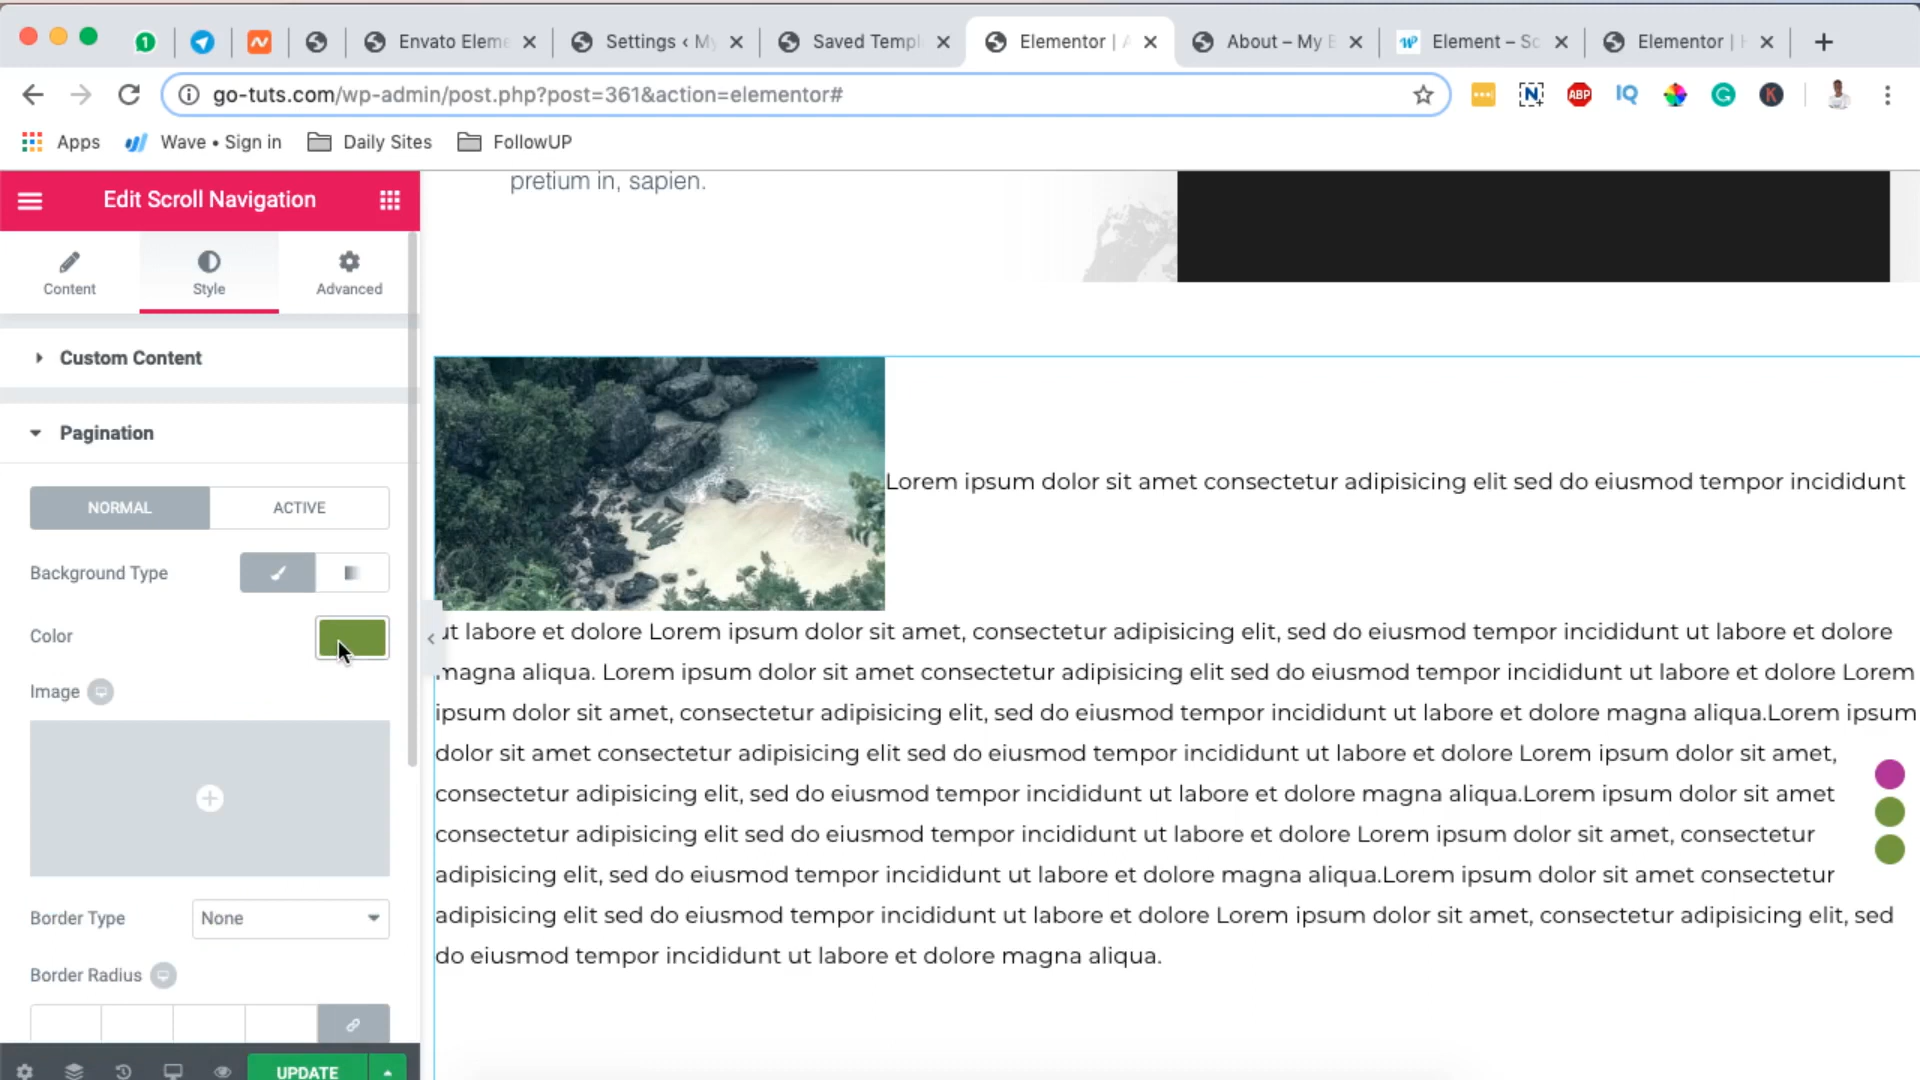 1
Envato Eleme
Settings ‹ My
Saved Templ
Elementor | A
About – My B
Element – Sc
Elementor | H
go-tuts.com/wp-admin/post.php?post=361&action=elementor#
N
ABP
IQ
G
K
Apps
Wave • Sign in
Daily Sites
FollowUP
Edit Scroll Navigation
Content
Style
Advanced
Custom Content
Pagination
NORMAL
ACTIVE
Background Type
Color
Image
Border Type
None
Border Radius
UPDATE
pretium in, sapien.
Lorem ipsum dolor sit amet consectetur adipisicing elit sed do eiusmod tempor incididunt
ut labore et dolore Lorem ipsum dolor sit amet, consectetur adipisicing elit, sed do eiusmod tempor incididunt ut labore et dolore
magna aliqua. Lorem ipsum dolor sit amet consectetur adipisicing elit sed do eiusmod tempor incididunt ut labore et dolore Lorem
ipsum dolor sit amet, consectetur adipisicing elit, sed do eiusmod tempor incididunt ut labore et dolore magna aliqua.Lorem ipsum
dolor sit amet consectetur adipisicing elit sed do eiusmod tempor incididunt ut labore et dolore Lorem ipsum dolor sit amet,
consectetur adipisicing elit, sed do eiusmod tempor incididunt ut labore et dolore magna aliqua.Lorem ipsum dolor sit amet
consectetur adipisicing elit sed do eiusmod tempor incididunt ut labore et dolore Lorem ipsum dolor sit amet, consectetur
adipisicing elit, sed do eiusmod tempor incididunt ut labore et dolore magna aliqua.Lorem ipsum dolor sit amet consectetur
adipisicing elit sed do eiusmod tempor incididunt ut labore et dolore Lorem ipsum dolor sit amet, consectetur adipisicing elit, sed
do eiusmod tempor incididunt ut labore et dolore magna aliqua.